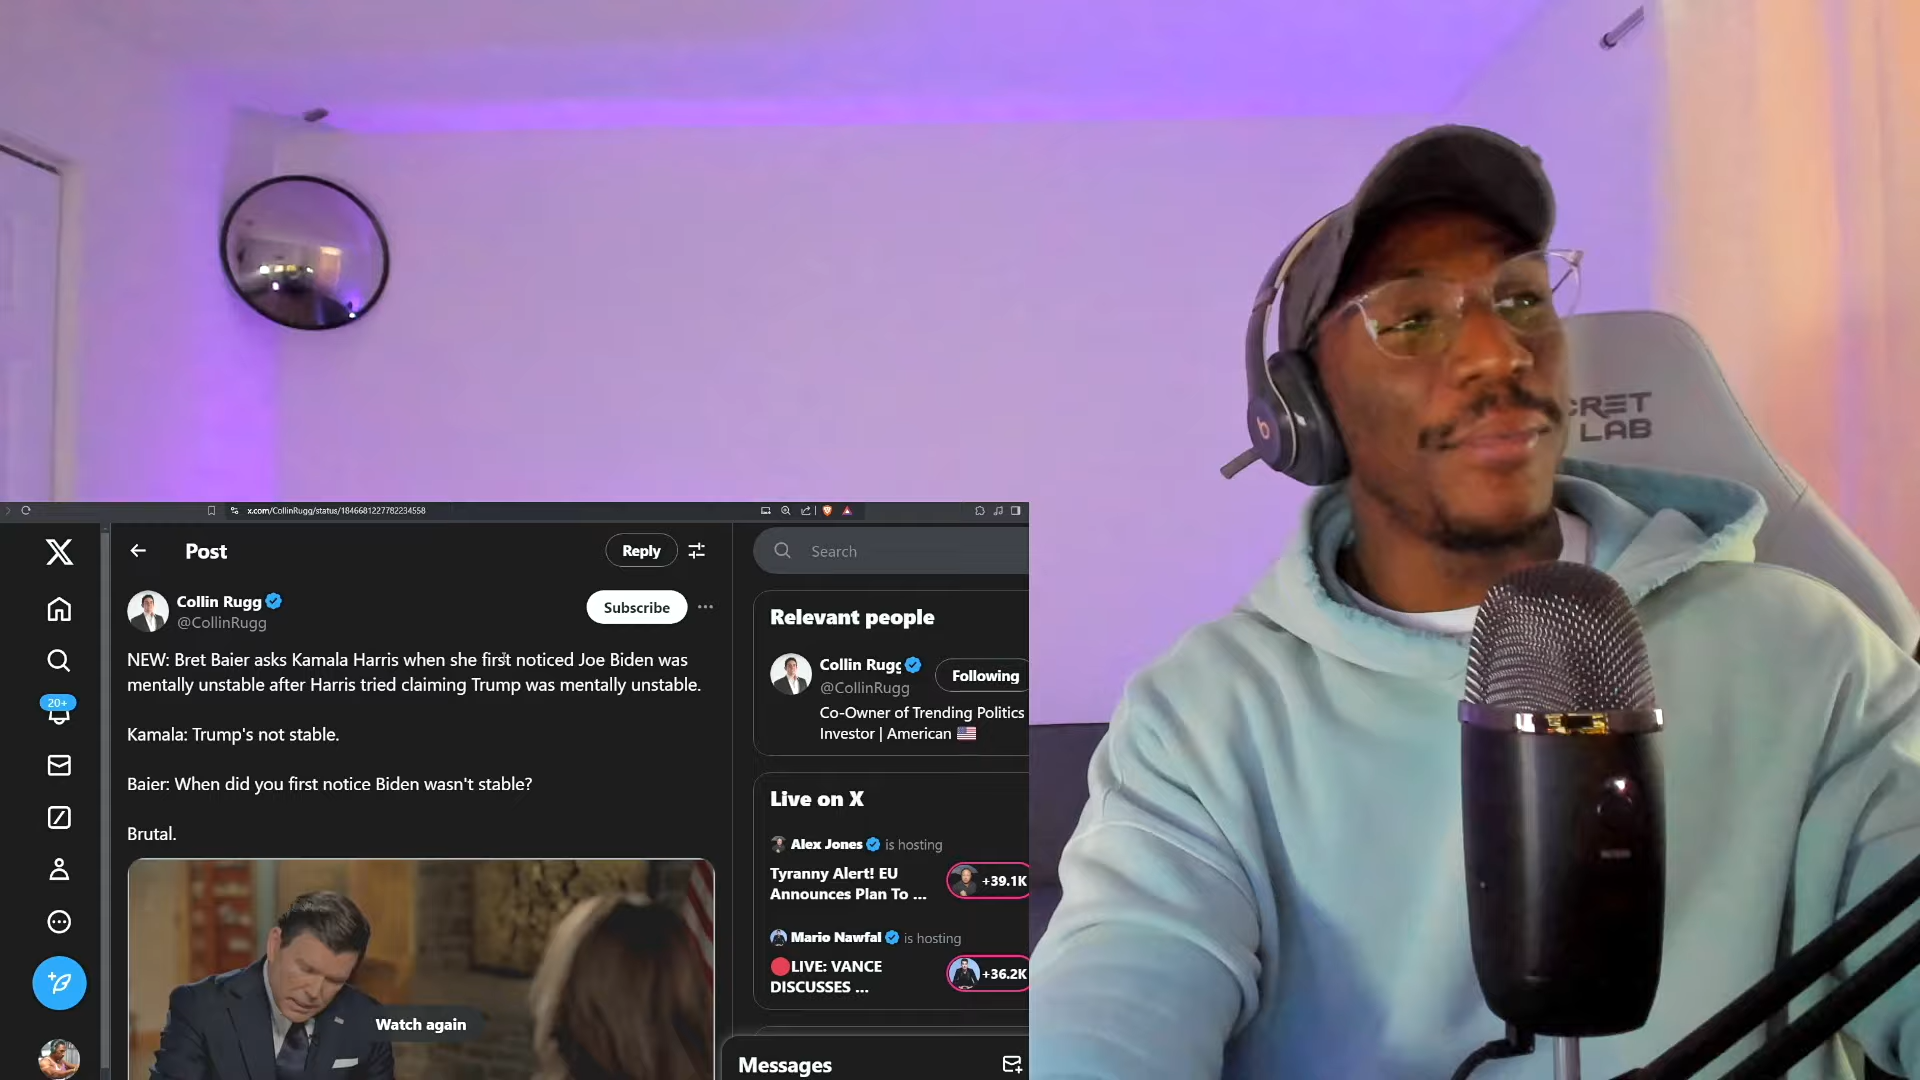 CRET
LAB
b
x.com/CollinRugg/status/1846681227782234558
Post
Reply
Search
Collin Rugg
@CollinRugg
Subscribe
NEW: Bret Baier asks Kamala Harris when she first noticed Joe Biden was
mentally unstable after Harris tried claiming Trump was mentally unstable.
Kamala: Trump's not stable.
Baier: When did you first notice Biden wasn't stable?
Brutal.
Watch again
20+
Relevant people
Collin Rugg
@CollinRugg
Following
Co-Owner of Trending Politics
Investor | American
Live on X
Alex Jones is hosting
Tyranny Alert! EU
Announces Plan To ...
+39.1K
Mario Nawfal is hosting
LIVE: VANCE
DISCUSSES ...
+36.2K
Messages